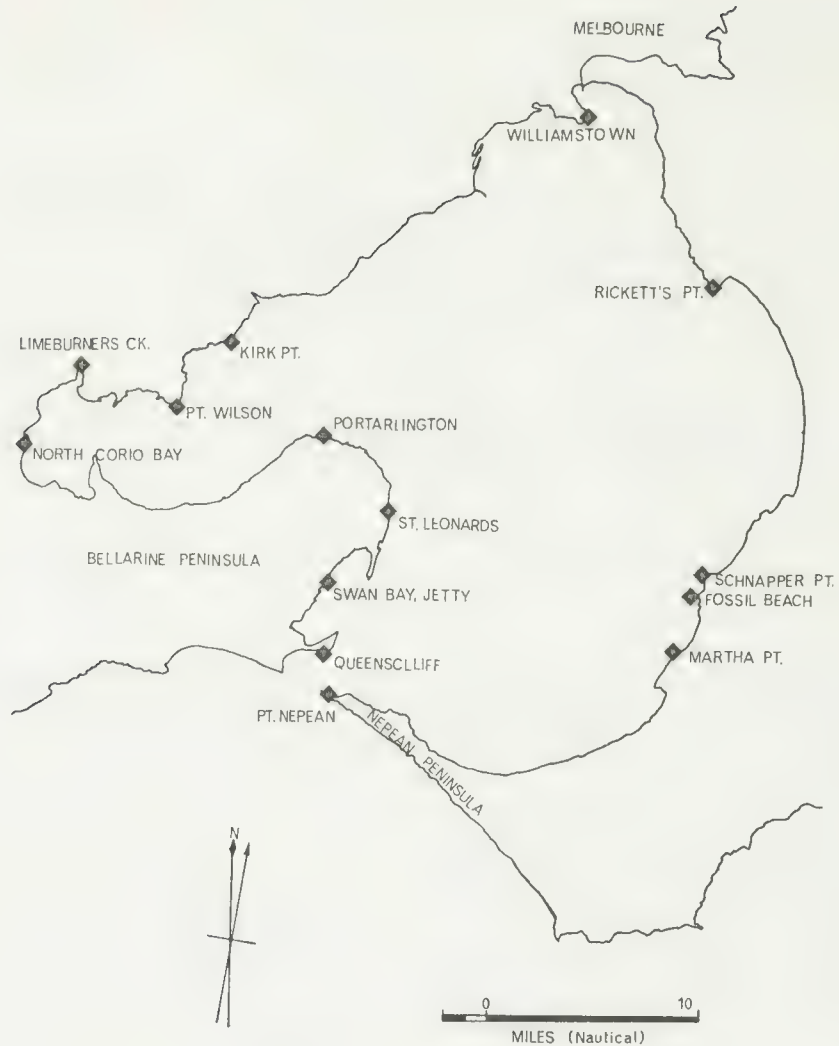 MELBOURNE
WILLIAMSTOWN
RICKETT'S PT.
LIMEBURNERS CK.
KIRK PT.
PT. WILSON
PORTARLINGTON
NORTH CORIO BAY
ST. LEONARDS
BELLARINE PENINSULA
SCHNAPPER PT.
SWAN BAY, JETTY
FOSSIL BEACH
QUEENSCLLIFF
MARTHA PT.
PT. NEPEAN
NEPEAN PENINSULA
N
0 10
MILES (Nautical)